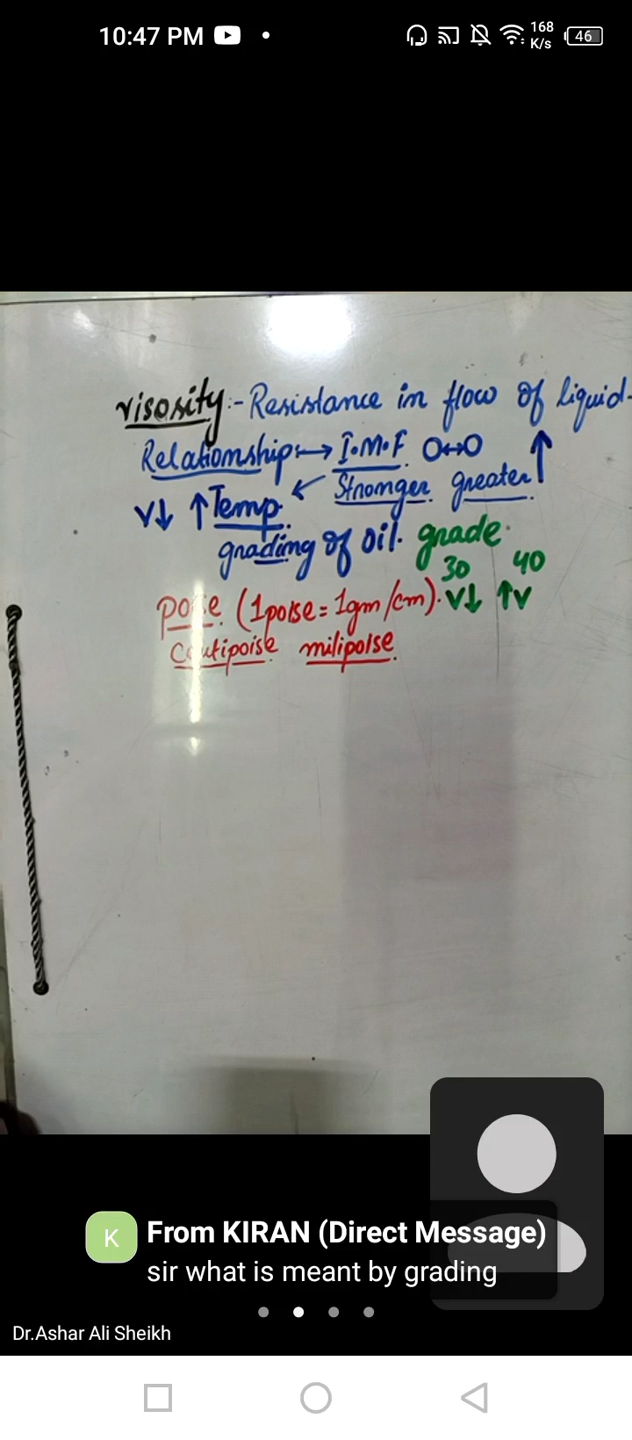 10:47 PM
168 K/s
46
visosity:- Resistance in flow of liquid.
Relationship:→ I.M.F O↔O ↑
V↓ ↑Temp. ← Stronger greater
grading of oil. grade.
30 40
poise (1poise = 1gm/cm). V↓ ↑V
Centipoise milipoise
K
From KIRAN (Direct Message)
sir what is meant by grading
Dr.Ashar Ali Sheikh